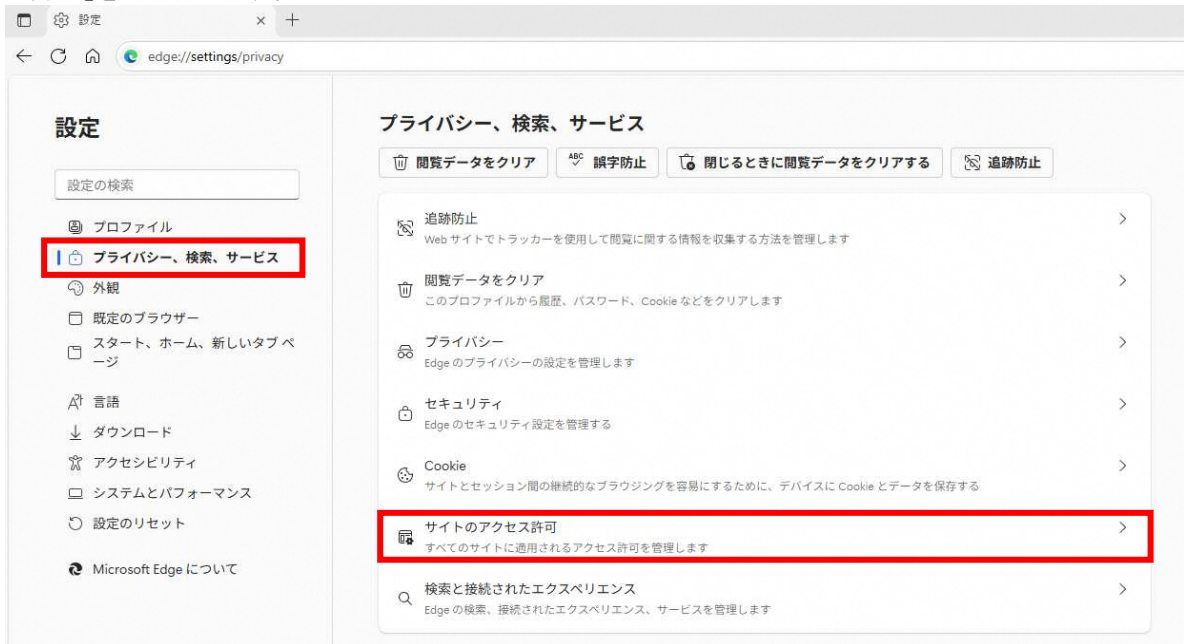 設定
edge://settings/privacy
設定
設定の検索
プロファイル
プライバシー、検索、サービス
外観
既定のブラウザー
スタート、ホーム、新しいタブ ペ
ージ
言語
ダウンロード
アクセシビリティ
システムとパフォーマンス
設定のリセット
Microsoft Edge について
プライバシー、検索、サービス
閲覧データをクリア
ABC 誤字防止
閉じるときに閲覧データをクリアする
追跡防止
追跡防止
Web サイトでトラッカーを使用して閲覧に関する情報を収集する方法を管理します
閲覧データをクリア
このプロファイルから履歴、パスワード、Cookie などをクリアします
プライバシー
Edge のプライバシーの設定を管理します
セキュリティ
Edge のセキュリティ設定を管理する
Cookie
サイトとセッション間の継続的なブラウジングを容易にするために、デバイスに Cookie とデータを保存する
サイトのアクセス許可
すべてのサイトに適用されるアクセス許可を管理します
検索と接続されたエクスペリエンス
Edge の検索、接続されたエクスペリエンス、サービスを管理します